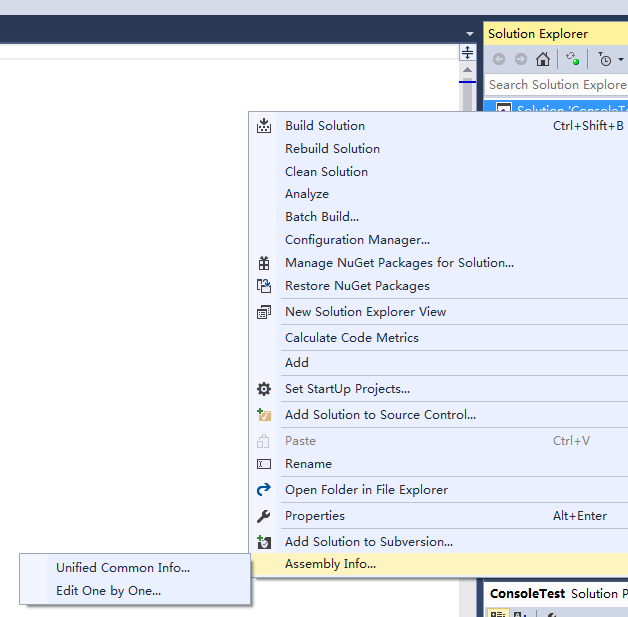 Solution Explorer
Search Solution Explore
Solution 'ConsoleTe
Build Solution Ctrl+Shift+B
Rebuild Solution
Clean Solution
Analyze
Batch Build...
Configuration Manager...
Manage NuGet Packages for Solution...
Restore NuGet Packages
New Solution Explorer View
Calculate Code Metrics
Add
Set StartUp Projects...
Add Solution to Source Control...
Paste Ctrl+V
Rename
Open Folder in File Explorer
Properties Alt+Enter
Add Solution to Subversion...
Assembly Info...
Unified Common Info...
Edit One by One...
ConsoleTest Solution P